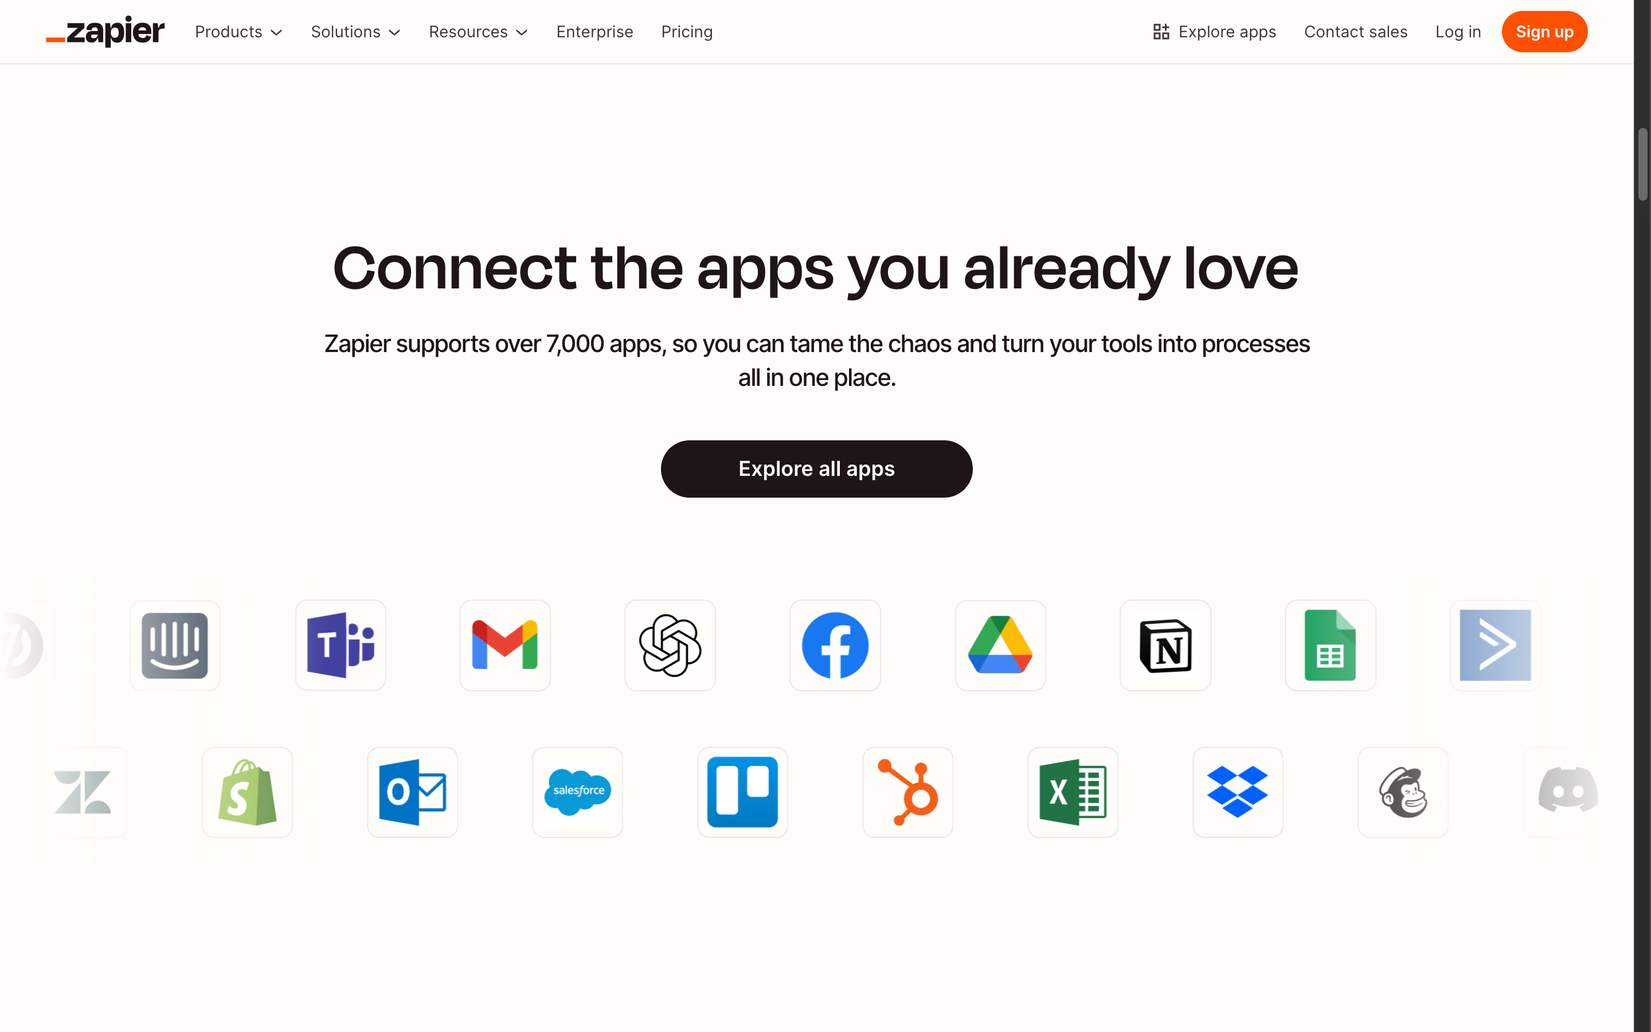 zapier
Products
Solutions
Resources
Enterprise
Pricing
Explore apps
Contact sales
Log in
Sign up
Connect the apps you already love
Zapier supports over 7,000 apps, so you can tame the chaos and turn your tools into processes
all in one place.
Explore all apps
T
N
S
O
salesforce
X